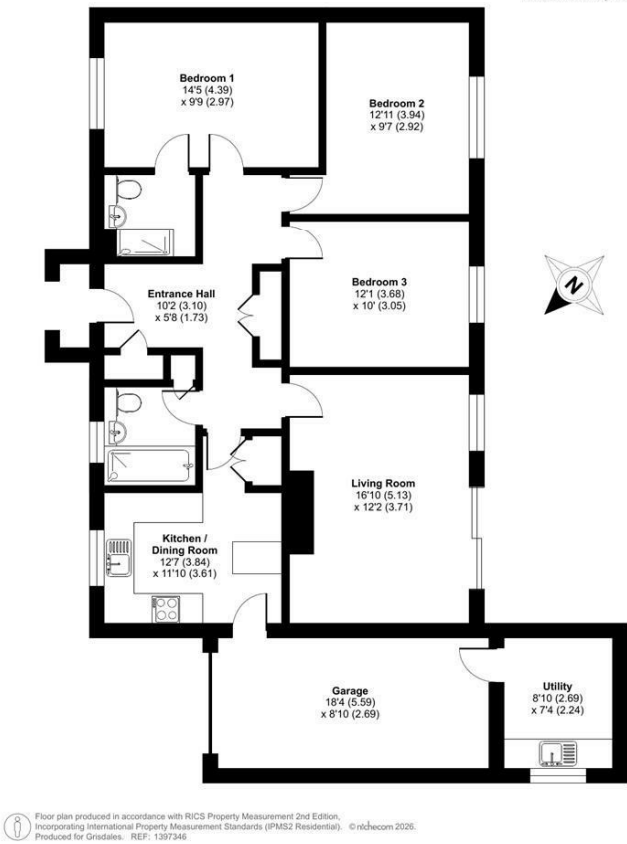 Bedroom 1
14'5 (4.39)
x 9'9 (2.97)
Bedroom 2
12'11 (3.94)
x 9'7 (2.92)
Bedroom 3
12'1 (3.68)
x 10' (3.05)
Entrance Hall
10'2 (3.10)
x 5'8 (1.73)
N
Living Room
16'10 (5.13)
x 12'2 (3.71)
Kitchen /
Dining Room
12'7 (3.84)
x 11'10 (3.61)
Garage
18'4 (5.59)
x 8'10 (2.69)
Utility
8'10 (2.69)
x 7'4 (2.24)
Floor plan produced in accordance with RICS Property Measurement 2nd Edition,
Incorporating International Property Measurement Standards (IPMS2 Residential). © nichecom 2026.
Produced for Grisdales. REF: 1397346